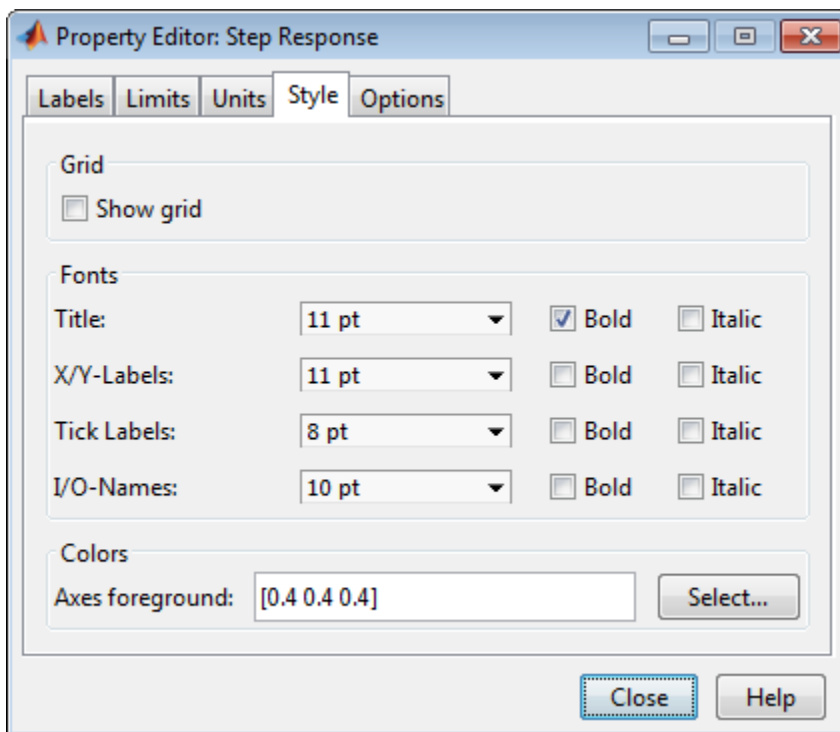 Property Editor: Step Response
Labels Limits Units Style Options
Grid
Show grid
Fonts
Title: 11 pt Bold Italic
X/Y-Labels: 11 pt Bold Italic
Tick Labels: 8 pt Bold Italic
I/O-Names: 10 pt Bold Italic
Colors
Axes foreground: [0.4 0.4 0.4] Select...
Close Help